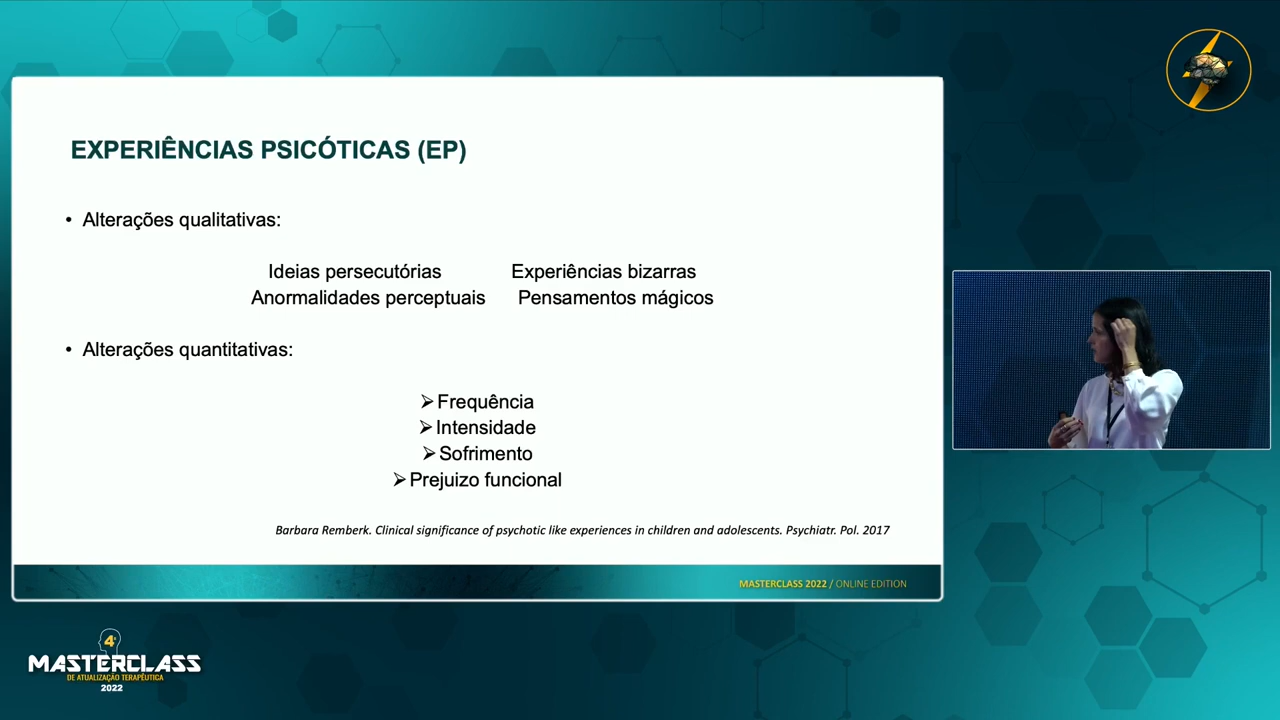 EXPERIÊNCIAS PSICÓTICAS (EP)
• Alterações qualitativas:
Ideias persecutórias Experiências bizarras
Anormalidades perceptuais Pensamentos mágicos
• Alterações quantitativas:
➢ Frequência
➢ Intensidade
➢ Sofrimento
➢ Prejuizo funcional
Barbara Remberk. Clinical significance of psychotic like experiences in children and adolescents. Psychiatr. Pol. 2017
MASTERCLASS 2022 / ONLINE EDITION
4ª
MASTERCLASS
DE ATUALIZAÇÃO TERAPÊUTICA
2022